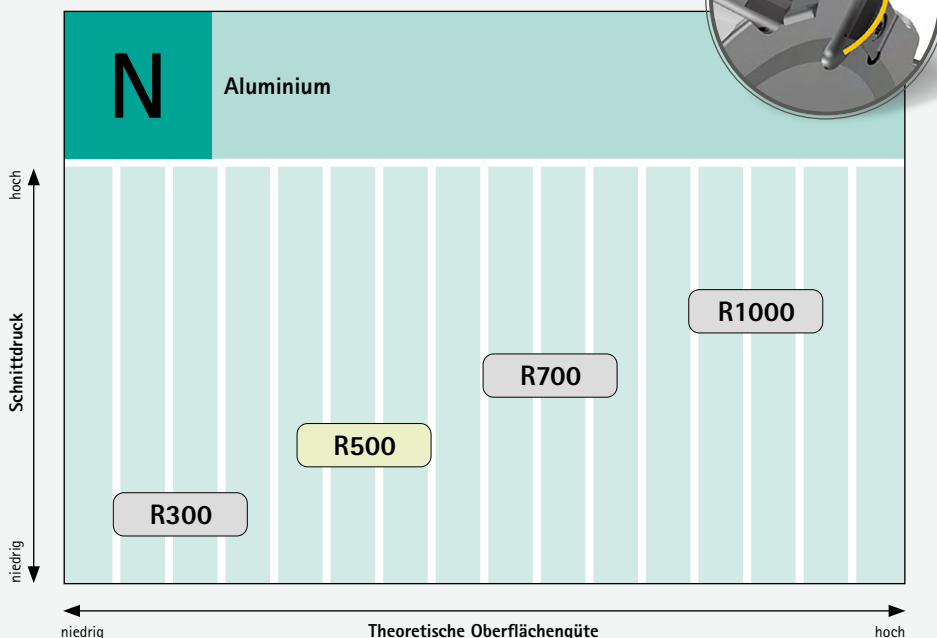 N
Aluminium
hoch
Schnittdruck
niedrig
R1000
R700
R500
R300
niedrig
Theoretische Oberflächengüte
hoch